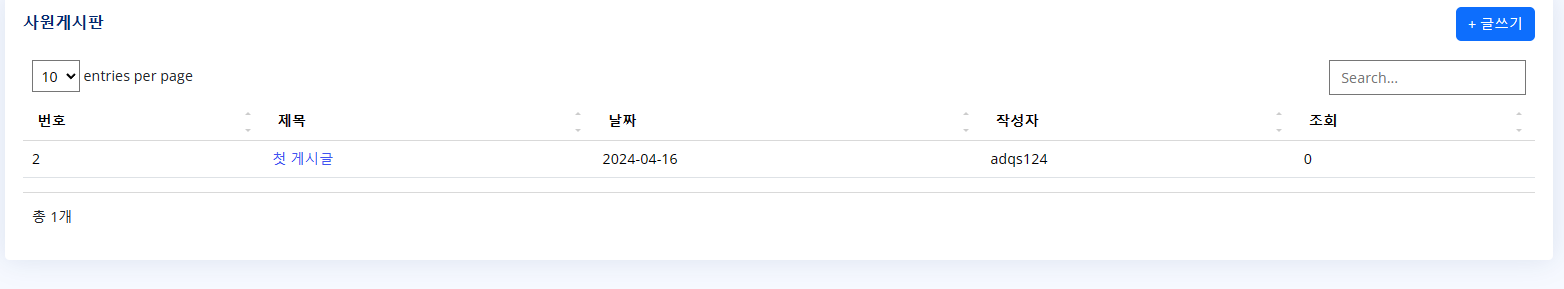 사원게시판 + 글쓰기
10 entries per page Search...
번호 제목 날짜 작성자 조회
2 첫 게시글 2024-04-16 adqs124 0
총 1개